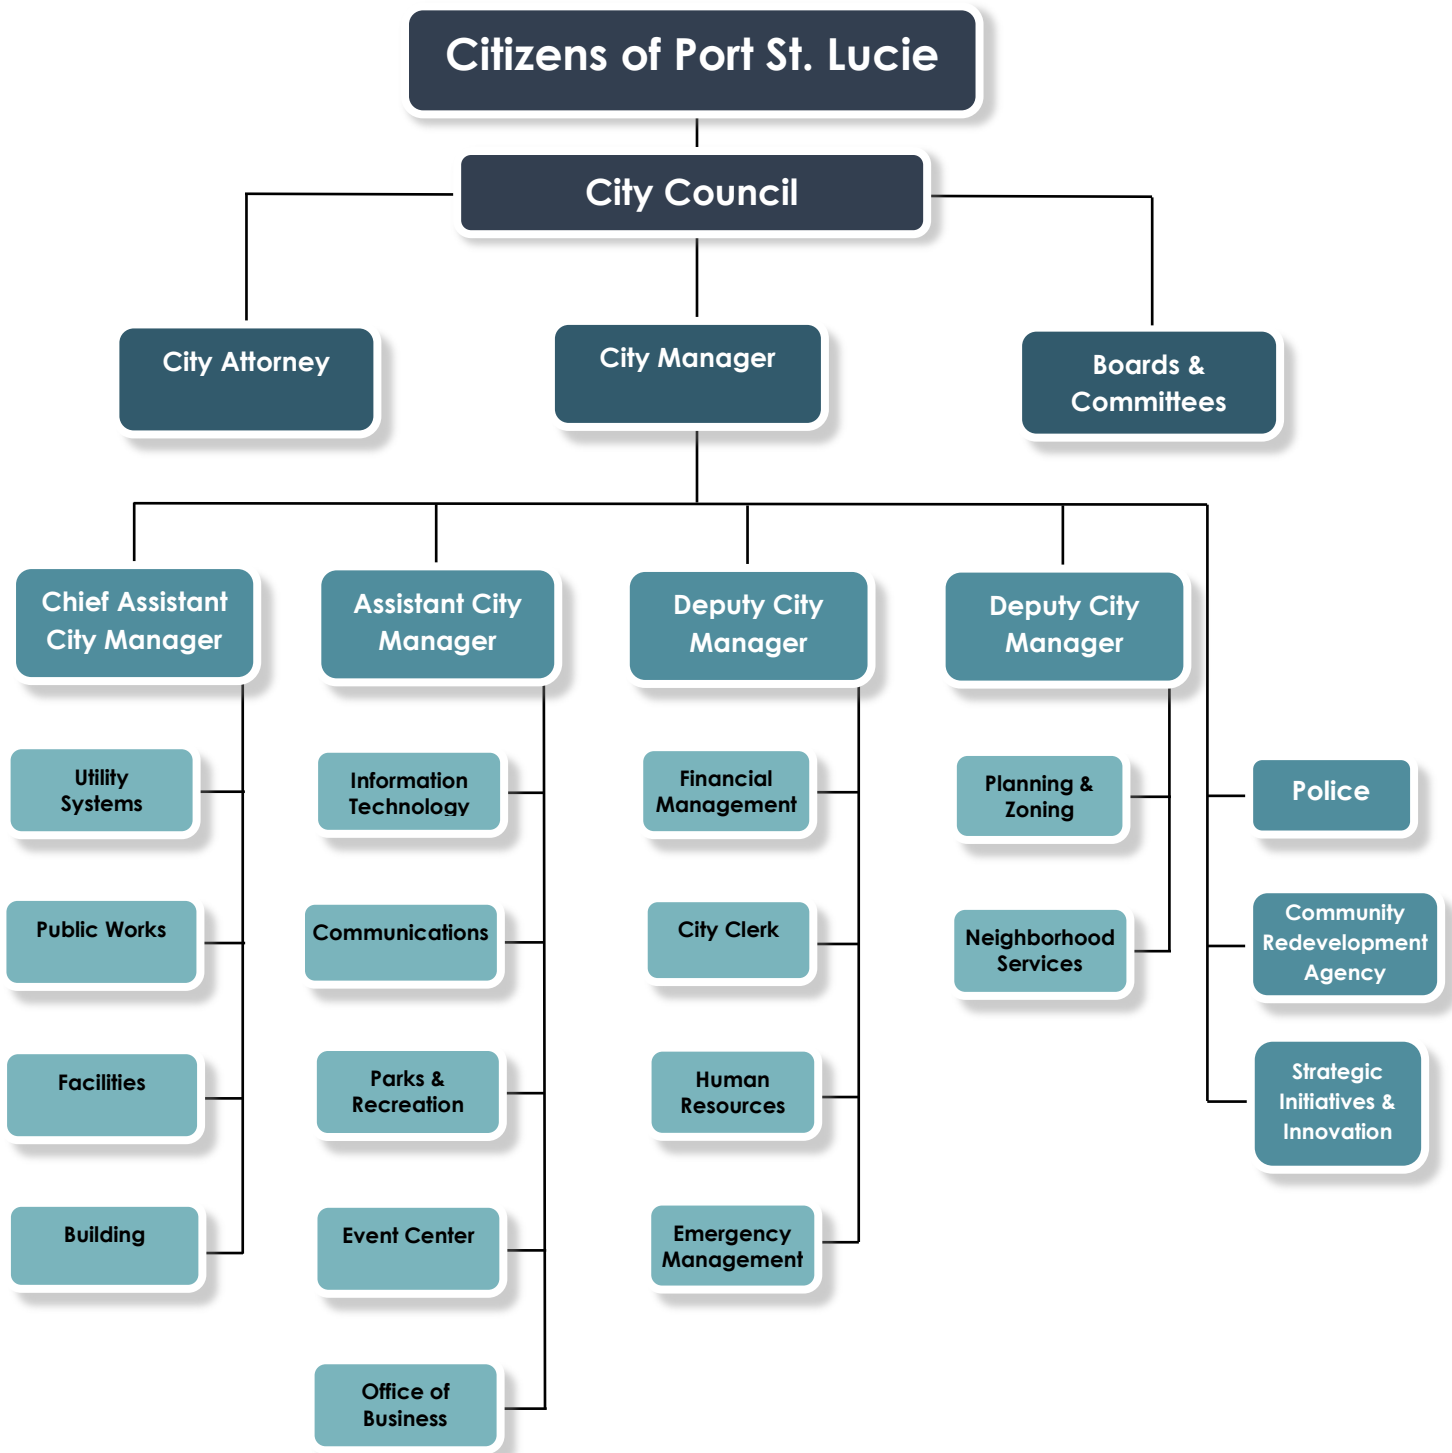 Citizens of Port St. Lucie
City Council
City Attorney
City Manager
Boards &
Committees
Chief Assistant
City Manager
Assistant City
Manager
Deputy City
Manager
Deputy City
Manager
Utility
Systems
Public Works
Facilities
Building
Information
Technology
Communications
Parks &
Recreation
Event Center
Office of
Business
Financial
Management
City Clerk
Human
Resources
Emergency
Management
Planning &
Zoning
Neighborhood
Services
Police
Community
Redevelopment
Agency
Strategic
Initiatives &
Innovation